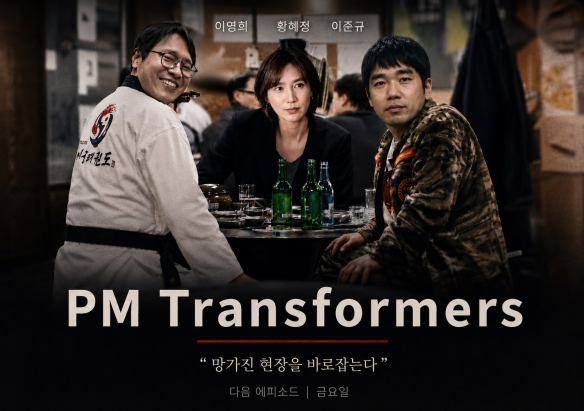 이영희 황혜정 이준규
PM Transformers
“ 망가진 현장을 바로잡는다 ”
다음 에피소드 | 금요일